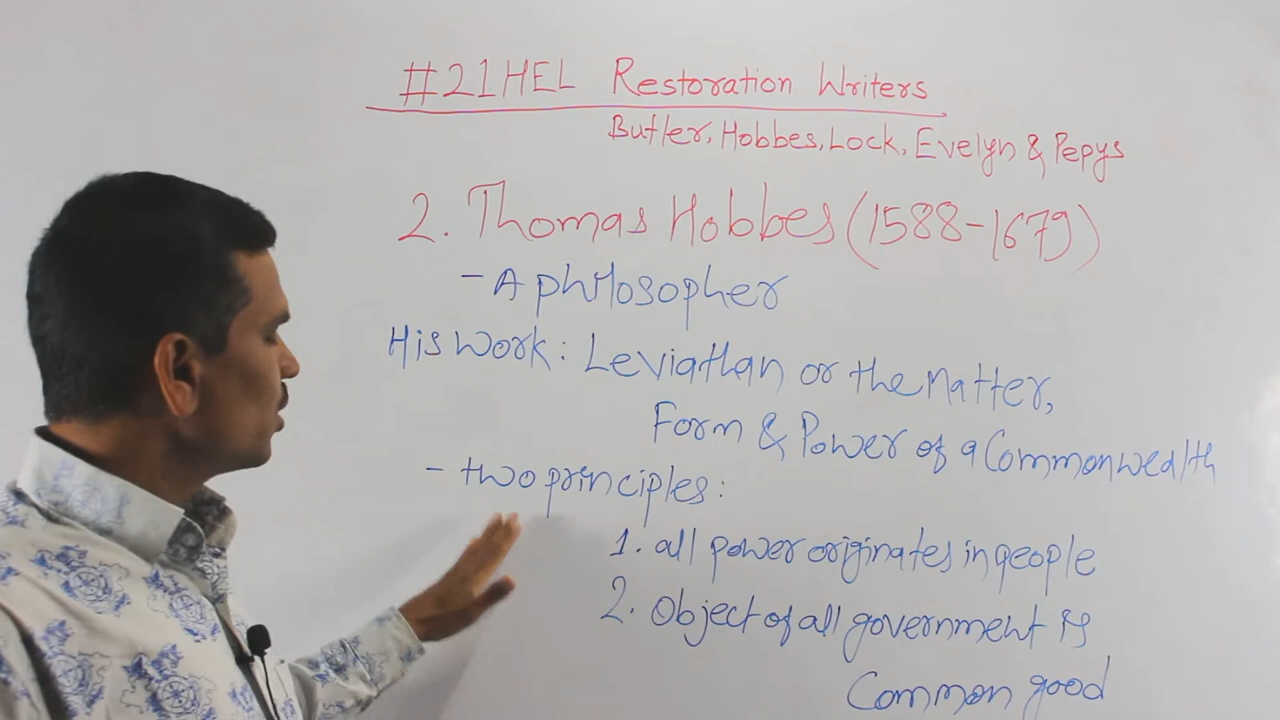 #21HEL Restoration Writers
Butler, Hobbes, Lock, Evelyn & Pepys
2. Thomas Hobbes (1588-1679)
- A philosopher
His work: Leviathan or the Matter,
Form & Power of a Commonwealth
- two principles:
1. all power originates in people
2. Object of all government is
Common good